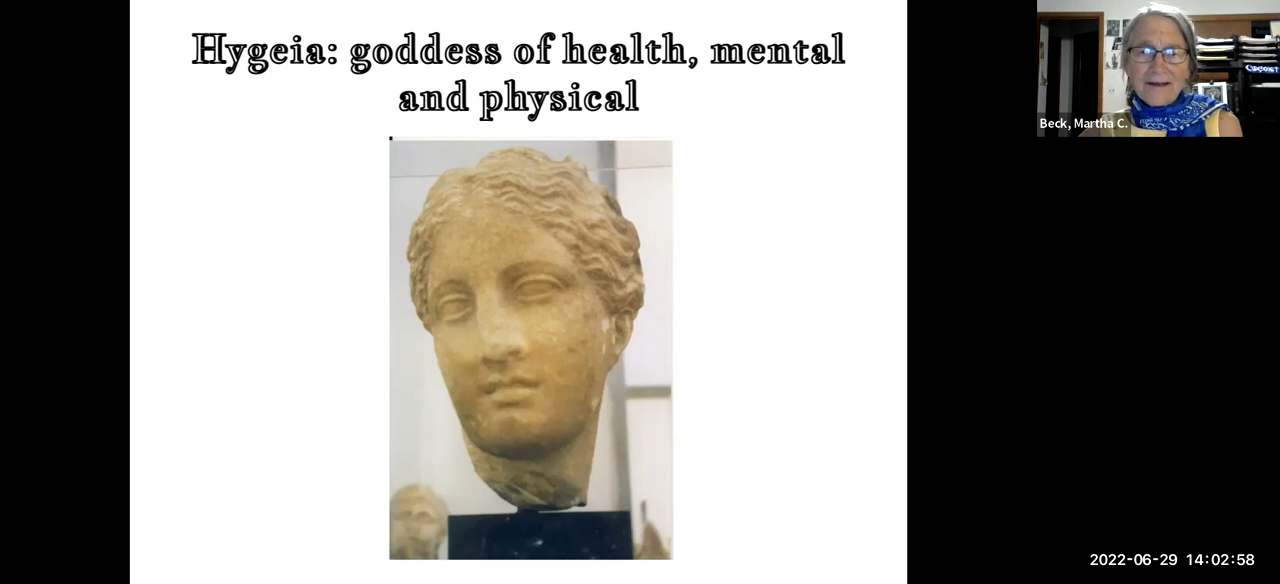 Hygeia: goddess of health, mental
and physical
Beck, Martha C.
2022-06-29 14:02:58